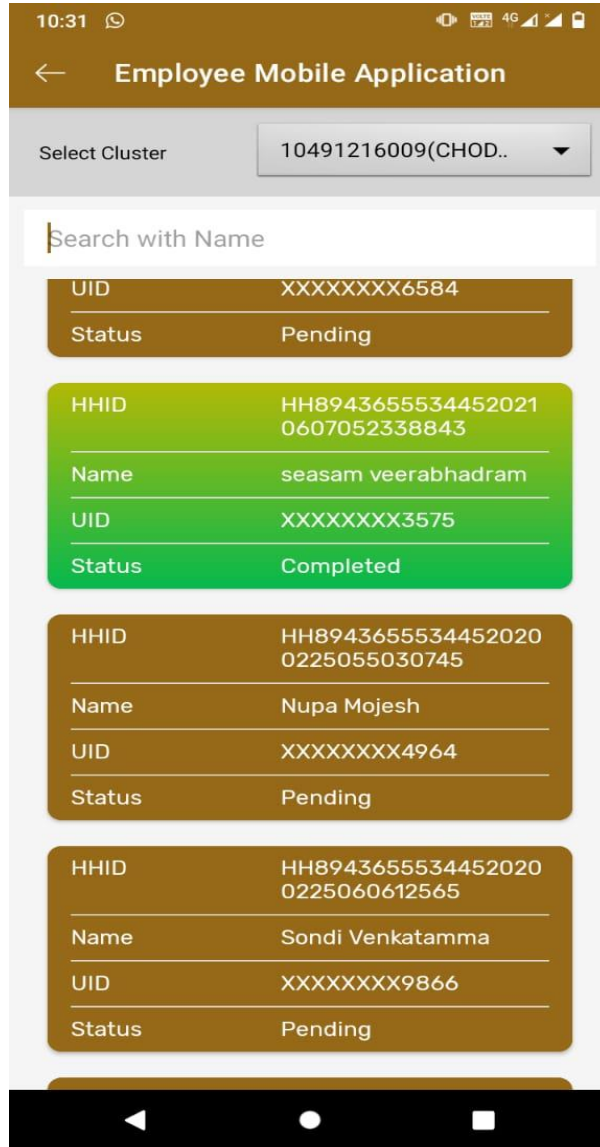 10:31
VOLTE 4G
Employee Mobile Application
Select Cluster 10491216009(CHOD..
Search with Name
UID XXXXXXXX6584
Status Pending
HHID HH8943655534452021
0607052338843
Name seasam veerabhadram
UID XXXXXXXX3575
Status Completed
HHID HH8943655534452020
0225055030745
Name Nupa Mojesh
UID XXXXXXXX4964
Status Pending
HHID HH8943655534452020
0225060612565
Name Sondi Venkatamma
UID XXXXXXXX9866
Status Pending